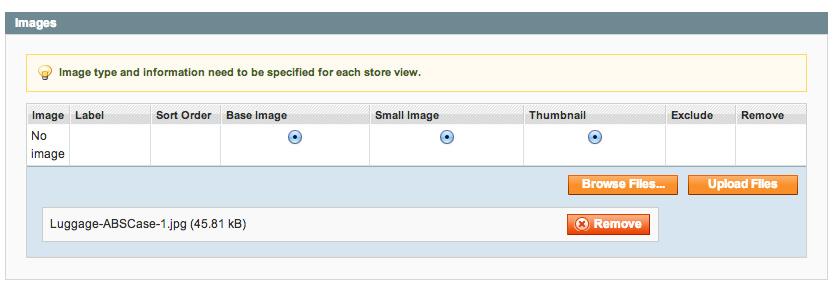 Images
Image type and information need to be specified for each store view.
Image Label Sort Order Base Image Small Image Thumbnail Exclude Remove
No
image
Browse Files... Upload Files
Luggage-ABSCase-1.jpg (45.81 kB) Remove